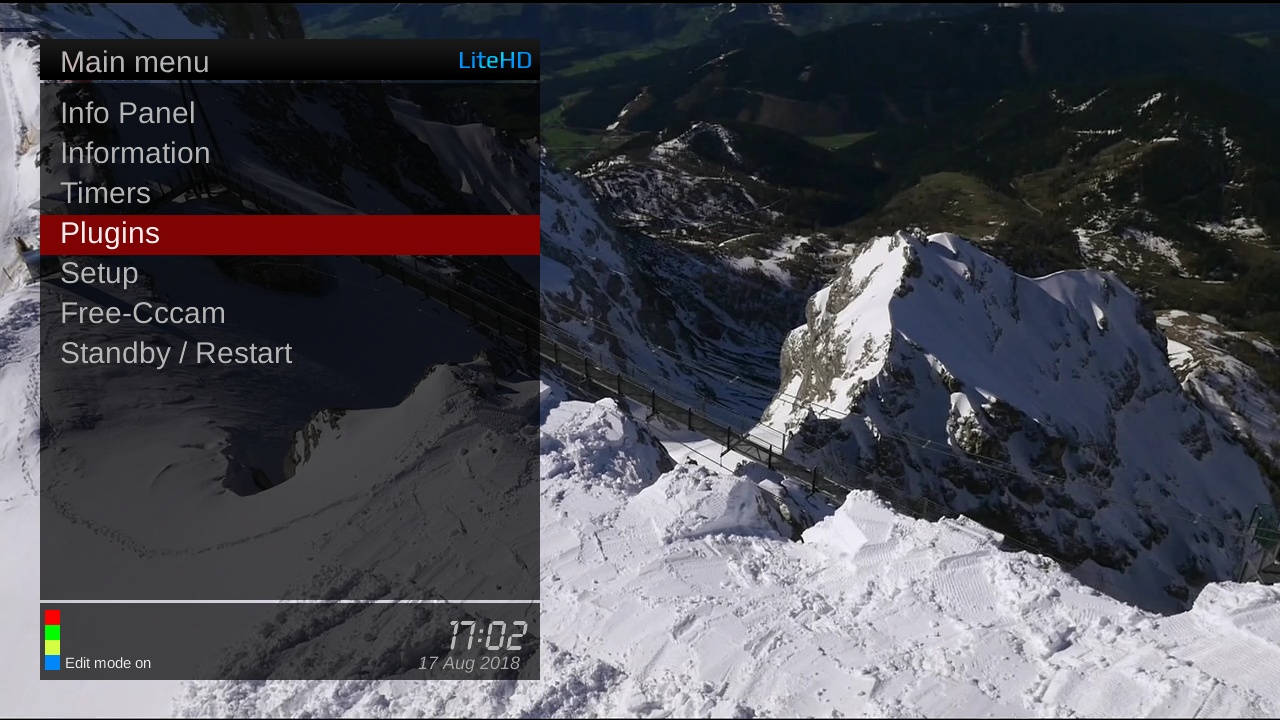 Main menu
LiteHD
Info Panel
Information
Timers
Plugins
Setup
Free-Cccam
Standby / Restart
17:02
Edit mode on
17 Aug 2018